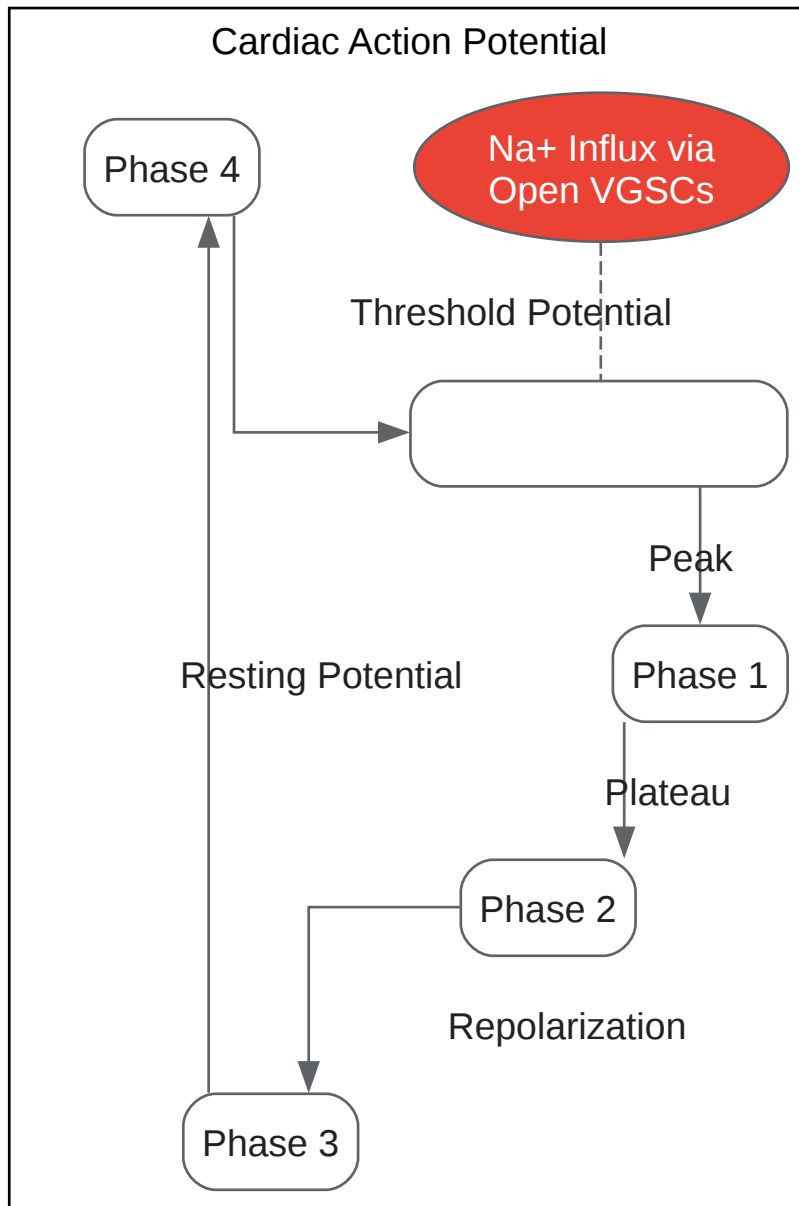 Cardiac Action Potential
Phase 4
Na+ Influx via
Open VGSCs
Threshold Potential
Peak
Resting Potential
Phase 1
Plateau
Phase 2
Repolarization
Phase 3